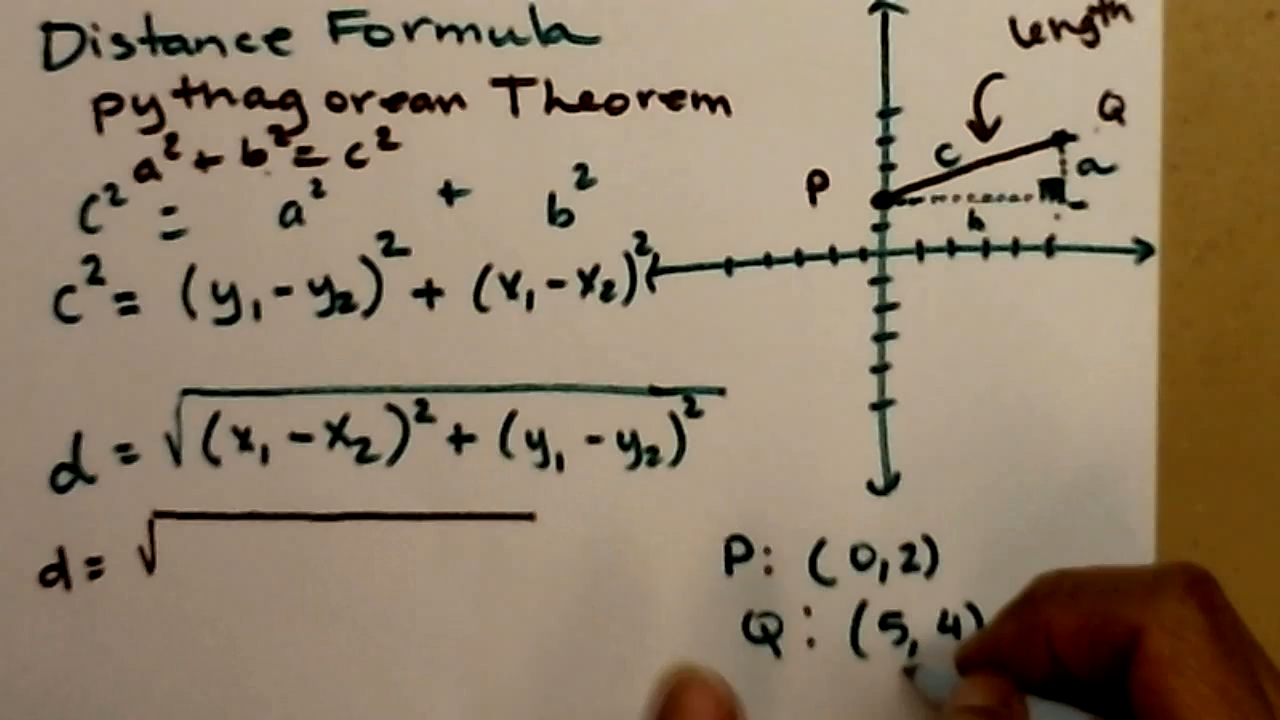 Distance Formula
Pythagorean Theorem
a² + b² = c²
c² = a² + b²
c² = (y₁ - y₂)² + (x₁ - x₂)²
d = √(x₁ - x₂)² + (y₁ - y₂)²
d = √
length
Q
c
a
P
b
P: (0,2)
Q: (5,4)